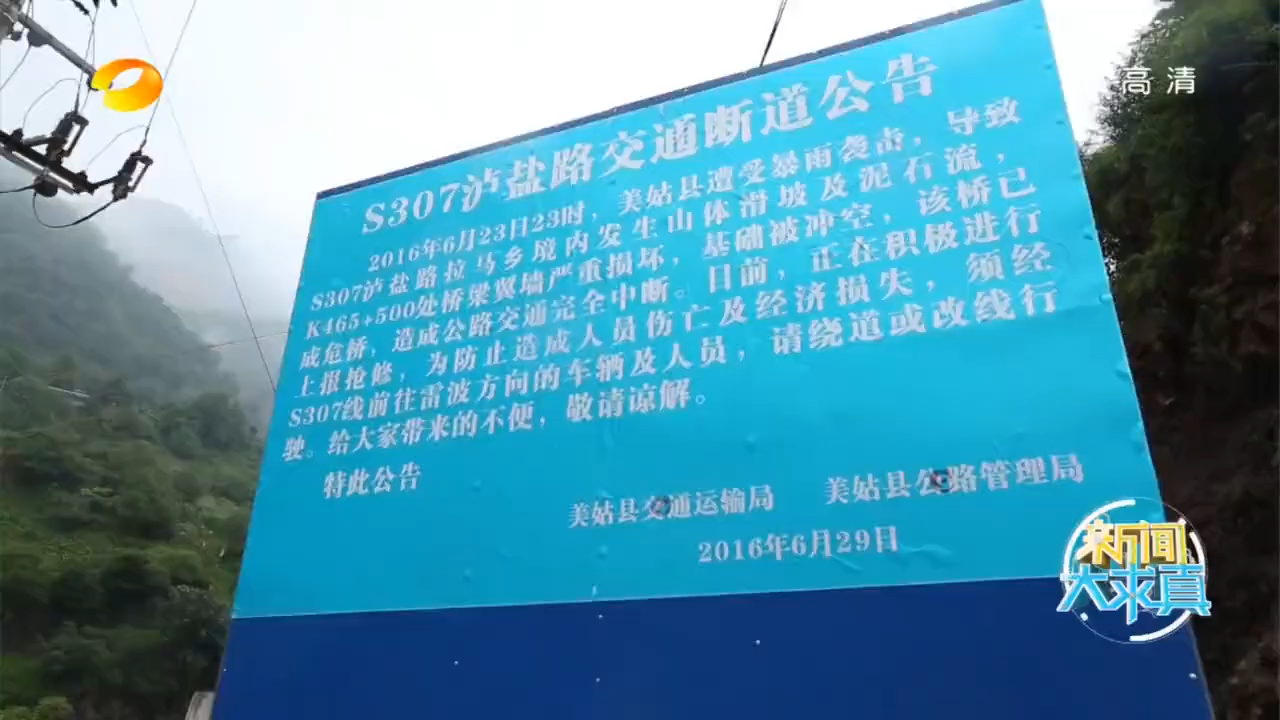 高清
S307泸盐路交通断道公告
2016年6月23日23时，美姑县遭受暴雨袭击，导致
S307泸盐路拉马乡境内发生山体滑坡及泥石流，
K465+500处桥梁翼墙严重损坏，基础被冲空，该桥已
成危桥，造成公路交通完全中断。目前，正在积极进行
上报抢修，为防止造成人员伤亡及经济损失，须经
S307线前往雷波方向的车辆及人员，请绕道或改线行
驶。给大家带来的不便，敬请谅解。
特此公告
美姑县交通运输局 美姑县公路管理局
2016年6月29日
新闻
大求真